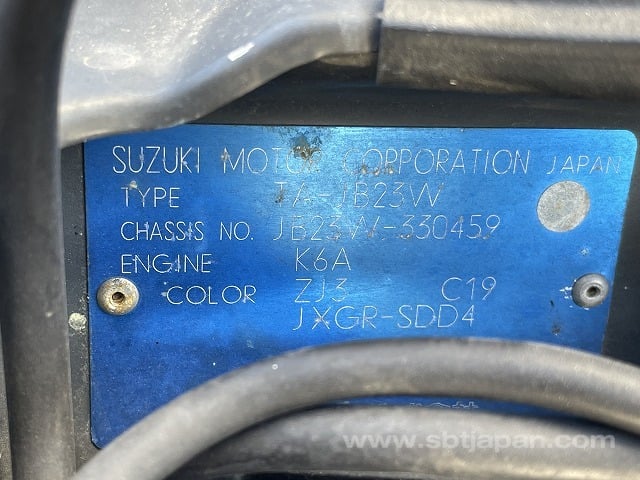 SUZUKI MOTOR CORPORATION JAPAN
TYPE TA-JB23W
CHASSIS NO. JB23W-330459
ENGINE K6A
COLOR ZJ3 C19
JXGR-SDD4
www.sbtjapan.com